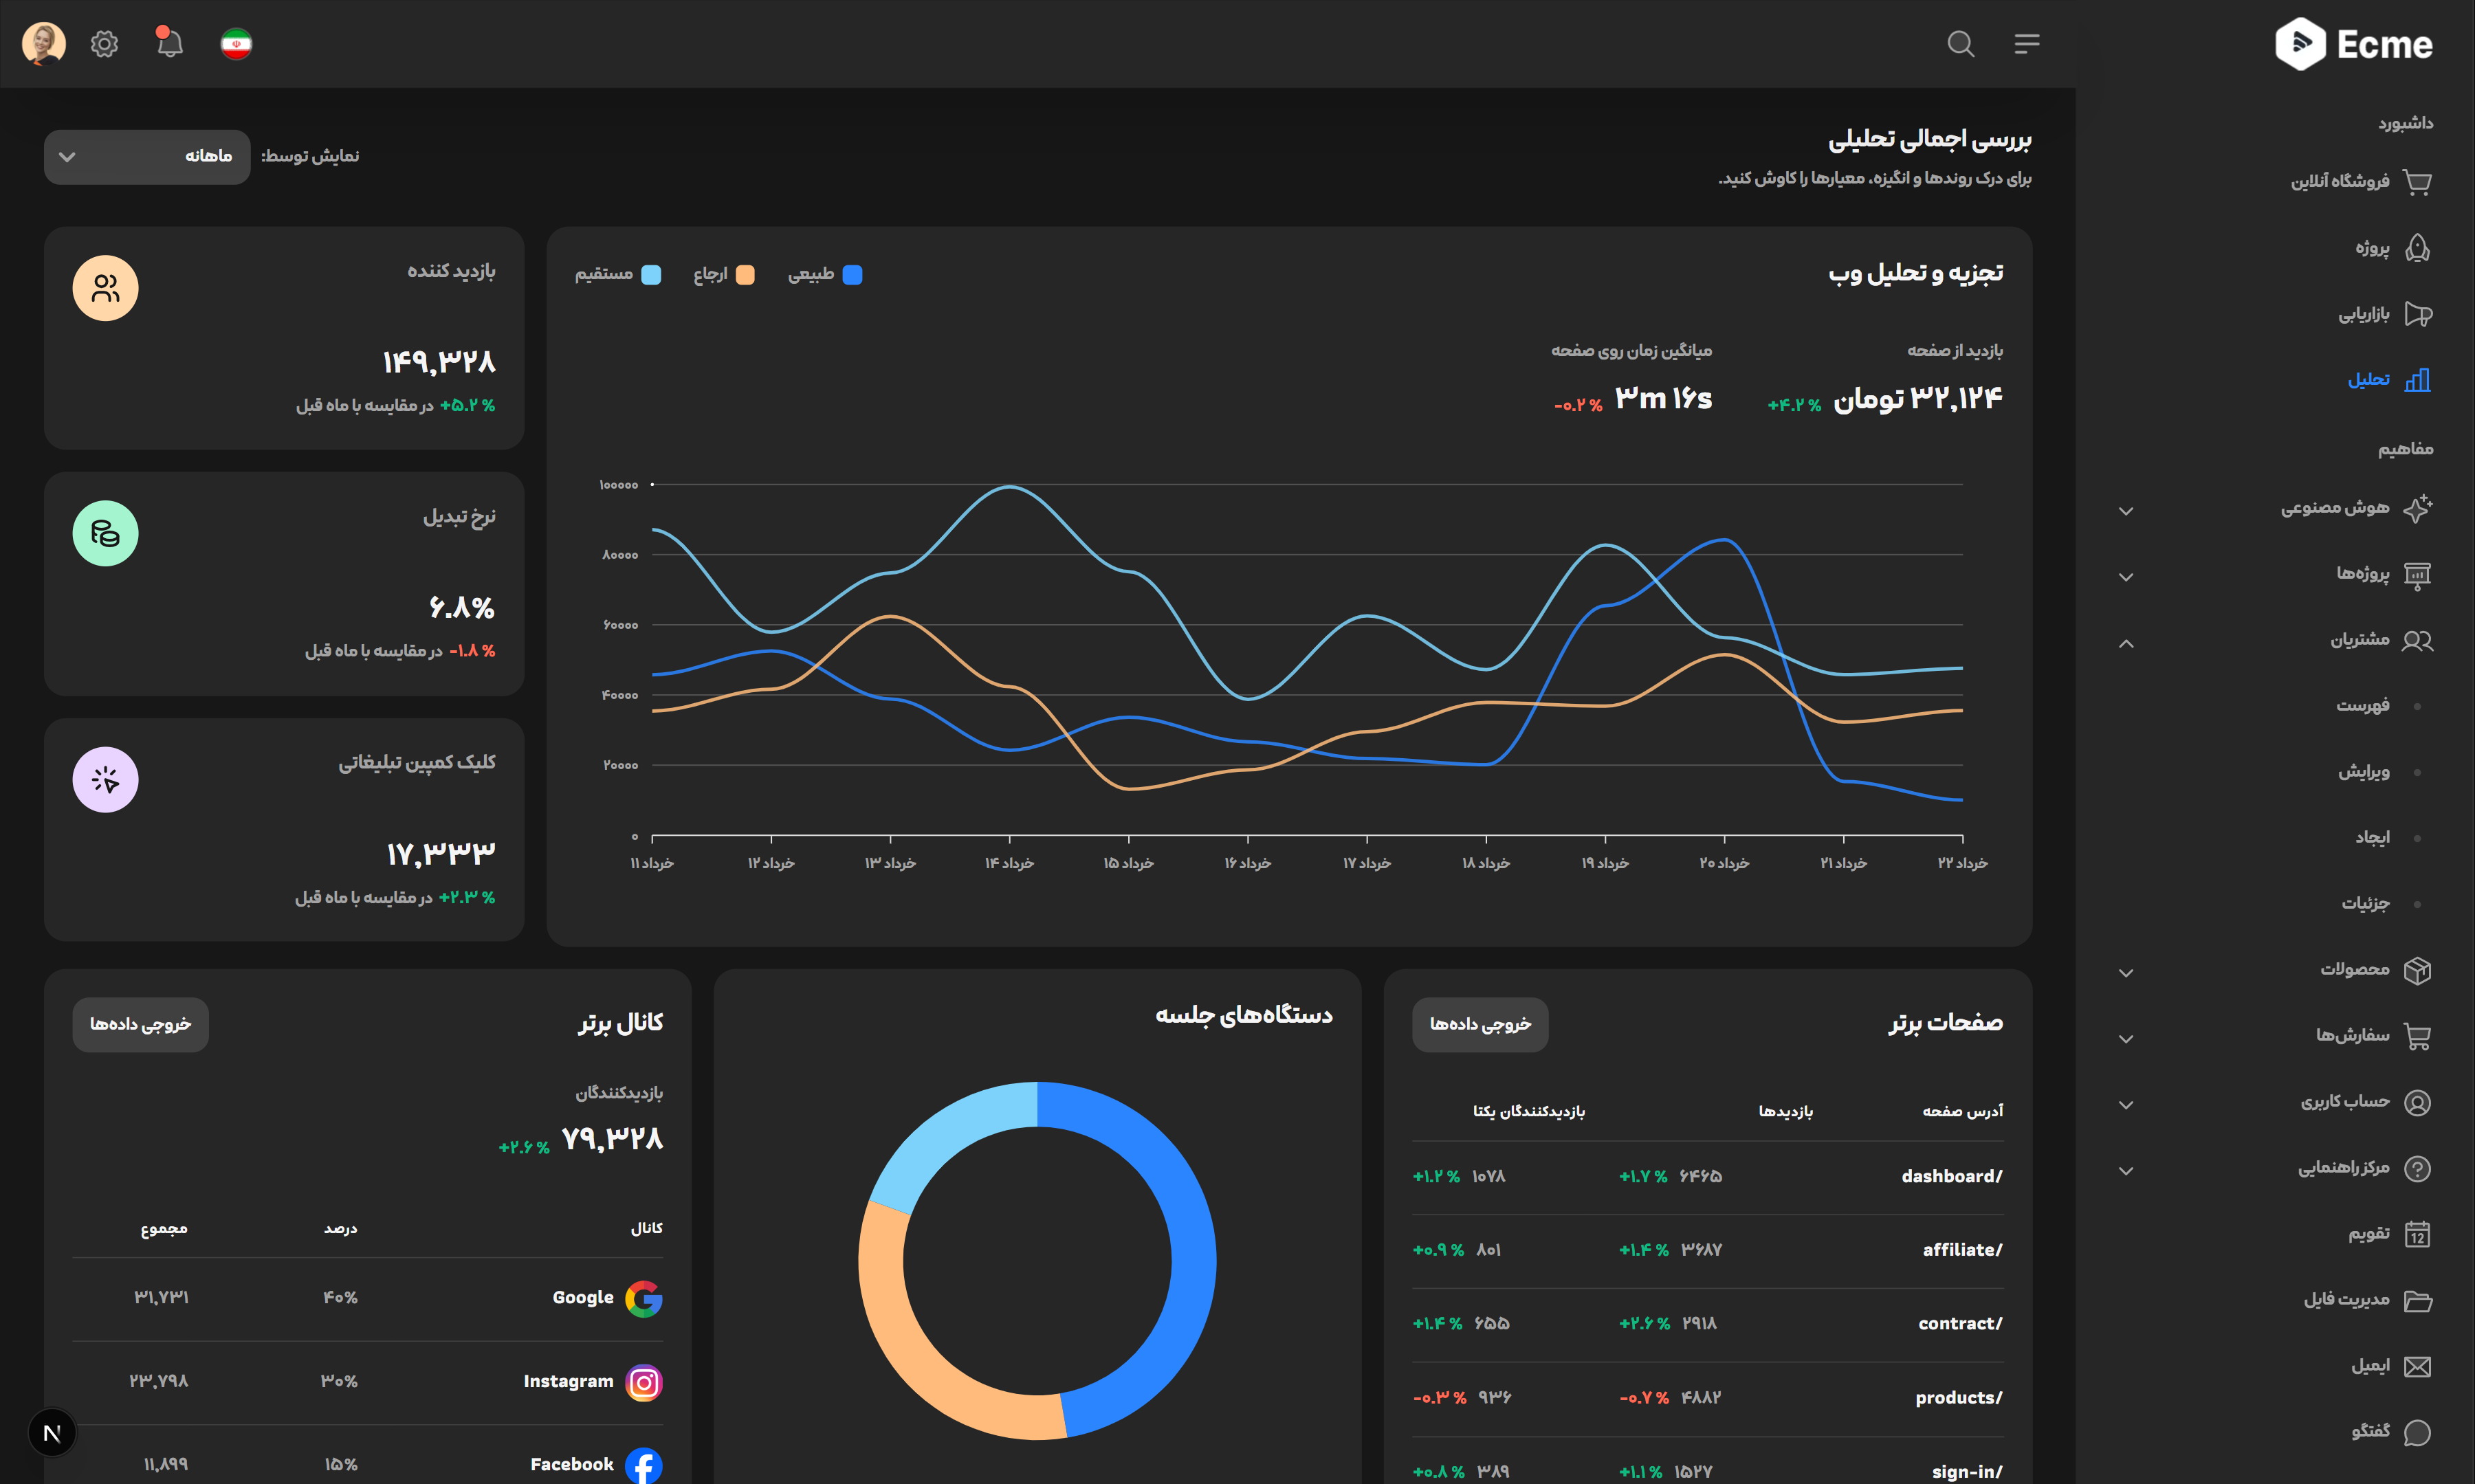 Ecme
داشبورد
فروشگاه آنلاین
پروژه
بازاریابی
تحلیل
مفاهیم
هوش مصنوعی
پروژه‌ها
مشتریان
فهرست
ویرایش
ایجاد
جزئیات
محصولات
سفارش‌ها
حساب کاربری
مرکز راهنمایی
تقویم
12
مدیریت فایل
ایمیل
گفتگو
بررسی اجمالی تحلیلی
برای درک روندها و انگیزه، معیارها را کاوش کنید.
نمایش توسط:
ماهانه
تجزیه و تحلیل وب
طبیعی
ارجاع
مستقیم
بازدید از صفحه
۳۲,۱۲۴ تومان
+۴.۲ %
میانگین زمان روی صفحه
۳m ۱۶s
-۰.۲ %
۱۰۰۰۰۰
۸۰۰۰۰
۶۰۰۰۰
۴۰۰۰۰
۲۰۰۰۰
۰
۱۱ خرداد
۱۲ خرداد
۱۳ خرداد
۱۴ خرداد
۱۵ خرداد
۱۶ خرداد
۱۷ خرداد
۱۸ خرداد
۱۹ خرداد
۲۰ خرداد
۲۱ خرداد
۲۲ خرداد
بازدید کننده
۱۴۹,۳۲۸
+۵.۲ % در مقایسه با ماه قبل
نرخ تبدیل
۶.۸%
-۱.۸ % در مقایسه با ماه قبل
کلیک کمپین تبلیغاتی
۱۷,۳۳۳
+۲.۳ % در مقایسه با ماه قبل
صفحات برتر
خروجی داده‌ها
آدرس صفحه بازدیدها بازدیدکنندگان یکتا
dashboard/ ۶۴۶۵ +۱.۷ % ۱۰۷۸ +۱.۲ %
affiliate/ ۳۶۸۷ +۱.۴ % ۸۰۱ +۰.۹ %
contract/ ۲۹۱۸ +۲.۶ % ۶۵۵ +۱.۴ %
products/ ۴۸۸۲ -۰.۷ % ۹۳۶ -۰.۳ %
sign-in/ ۱۵۲۷ +۱.۱ % ۳۸۹ +۰.۸ %
دستگاه‌های جلسه
کانال برتر
خروجی داده‌ها
بازدیدکنندگان
۷۹,۳۲۸
+۲.۶ %
کانال درصد مجموع
Google ۴۰% ۳۱,۷۳۱
Instagram ۳۰% ۲۳,۷۹۸
Facebook ۱۵% ۱۱,۸۹۹
N